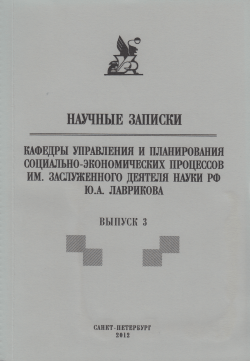 НАУЧНЫЕ ЗАПИСКИ
КАФЕДРЫ УПРАВЛЕНИЯ И ПЛАНИРОВАНИЯ
СОЦИАЛЬНО-ЭКОНОМИЧЕСКИХ ПРОЦЕССОВ
ИМ. ЗАСЛУЖЕННОГО ДЕЯТЕЛЯ НАУКИ РФ
Ю.А. ЛАВРИКОВА
ВЫПУСК 3
САНКТ-ПЕТЕРБУРГ
2012